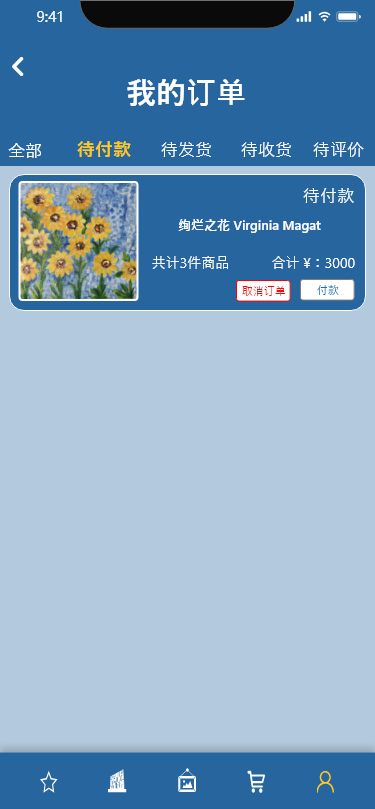 9:41
我的订单
全部 待付款 待发货 待收货 待评价
待付款
绚烂之花 Virginia Magat
共计3件商品 合计 ¥：3000
取消订单 付款